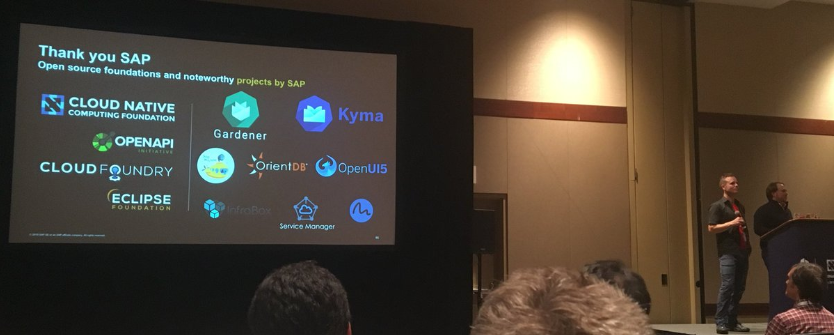 Thank you SAP
Open source foundations and noteworthy projects by SAP
CLOUD NATIVE
COMPUTING FOUNDATION
OPENAPI
INITIATIVE
CLOUD FOUNDRY
ECLIPSE
FOUNDATION
Gardener
Kyma
OrientDB
OpenUI5
InfraBox
Service Manager